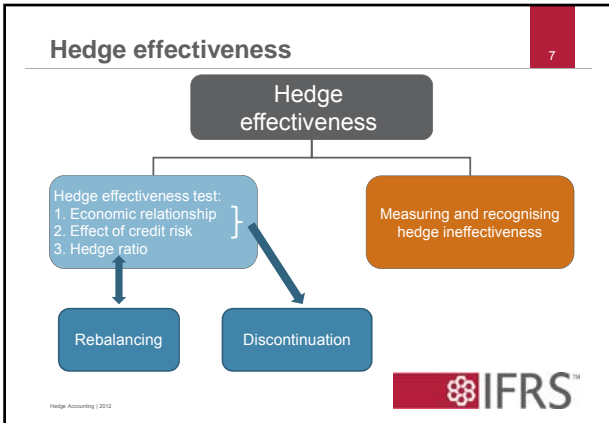 Hedge effectiveness
7
Hedge
effectiveness
Hedge effectiveness test:
1. Economic relationship
2. Effect of credit risk
3. Hedge ratio
Measuring and recognising
hedge ineffectiveness
Rebalancing
Discontinuation
Hedge Accounting | 2012
IFRS™